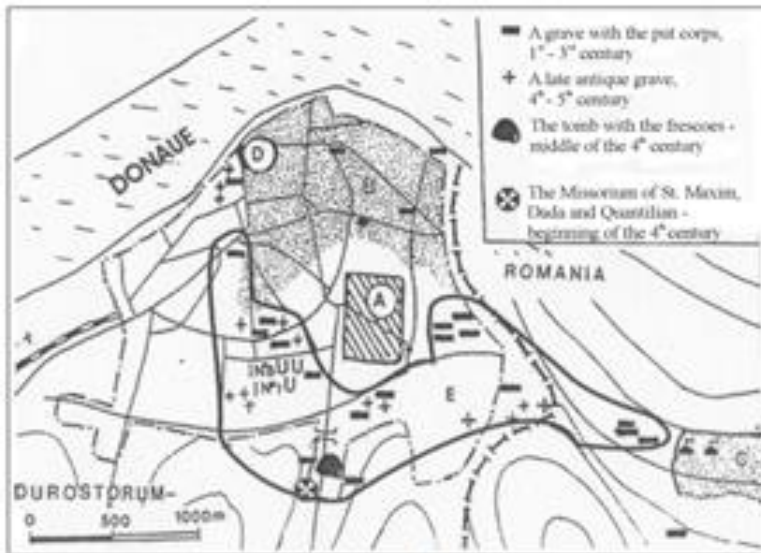 A grave with the put corps,
1st - 3rd century
A late antique grave,
4th - 5th century
The tomb with the frescoes -
middle of the 4th century
The Missorium of St. Maxim,
Dada and Quantilian -
beginning of the 4th century
DONAUE
D
B
ROMANIA
A
E
C
DUROSTORUM
0 500 1000m